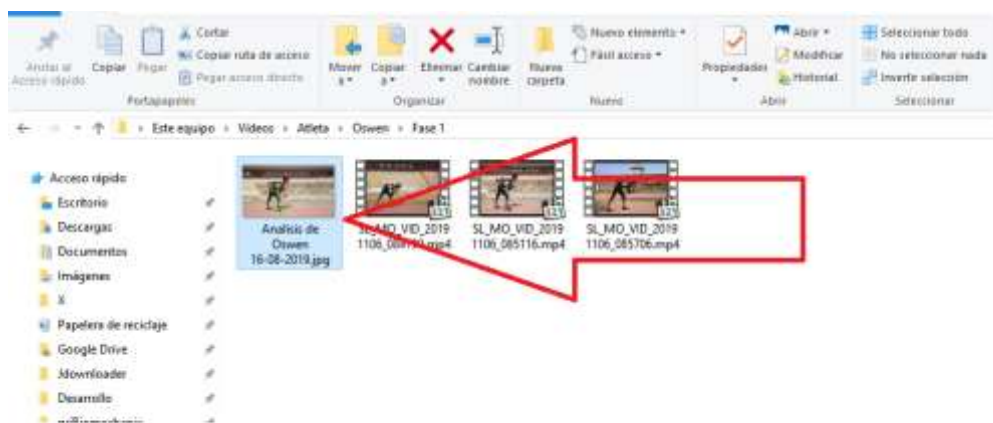 Cortar
Copiar ruta de acceso
Pegar acceso directo
Anclar al
Acceso rápido
Copiar
Pegar
Portapapeles
Mover
a
Copiar
a
Eliminar
Cambiar
nombre
Organizar
Nueva
carpeta
Nuevo elemento
Fácil acceso
Nuevo
Propiedades
Abrir
Modificar
Historial
Abrir
Seleccionar todo
No seleccionar nada
Invertir selección
Seleccionar
Este equipo › Videos › Atleta › Oswen › Fase 1
Acceso rápido
Escritorio
Descargas
Documentos
Imágenes
X
Papelera de reciclaje
Google Drive
Jdownloader
Desarrollo
Analisis de
Oswen
16-08-2019.jpg
SL_MO_VID_2019
SL_MO_VID_2019
1106_085116.mp4
SL_MO_VID_2019
1106_085706.mp4